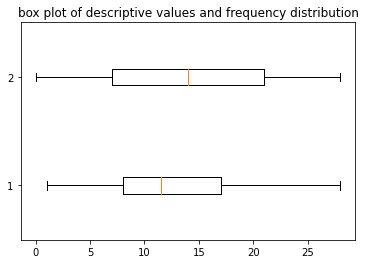 box plot of descriptive values and frequency distribution
2
1
0 5 10 15 20 25